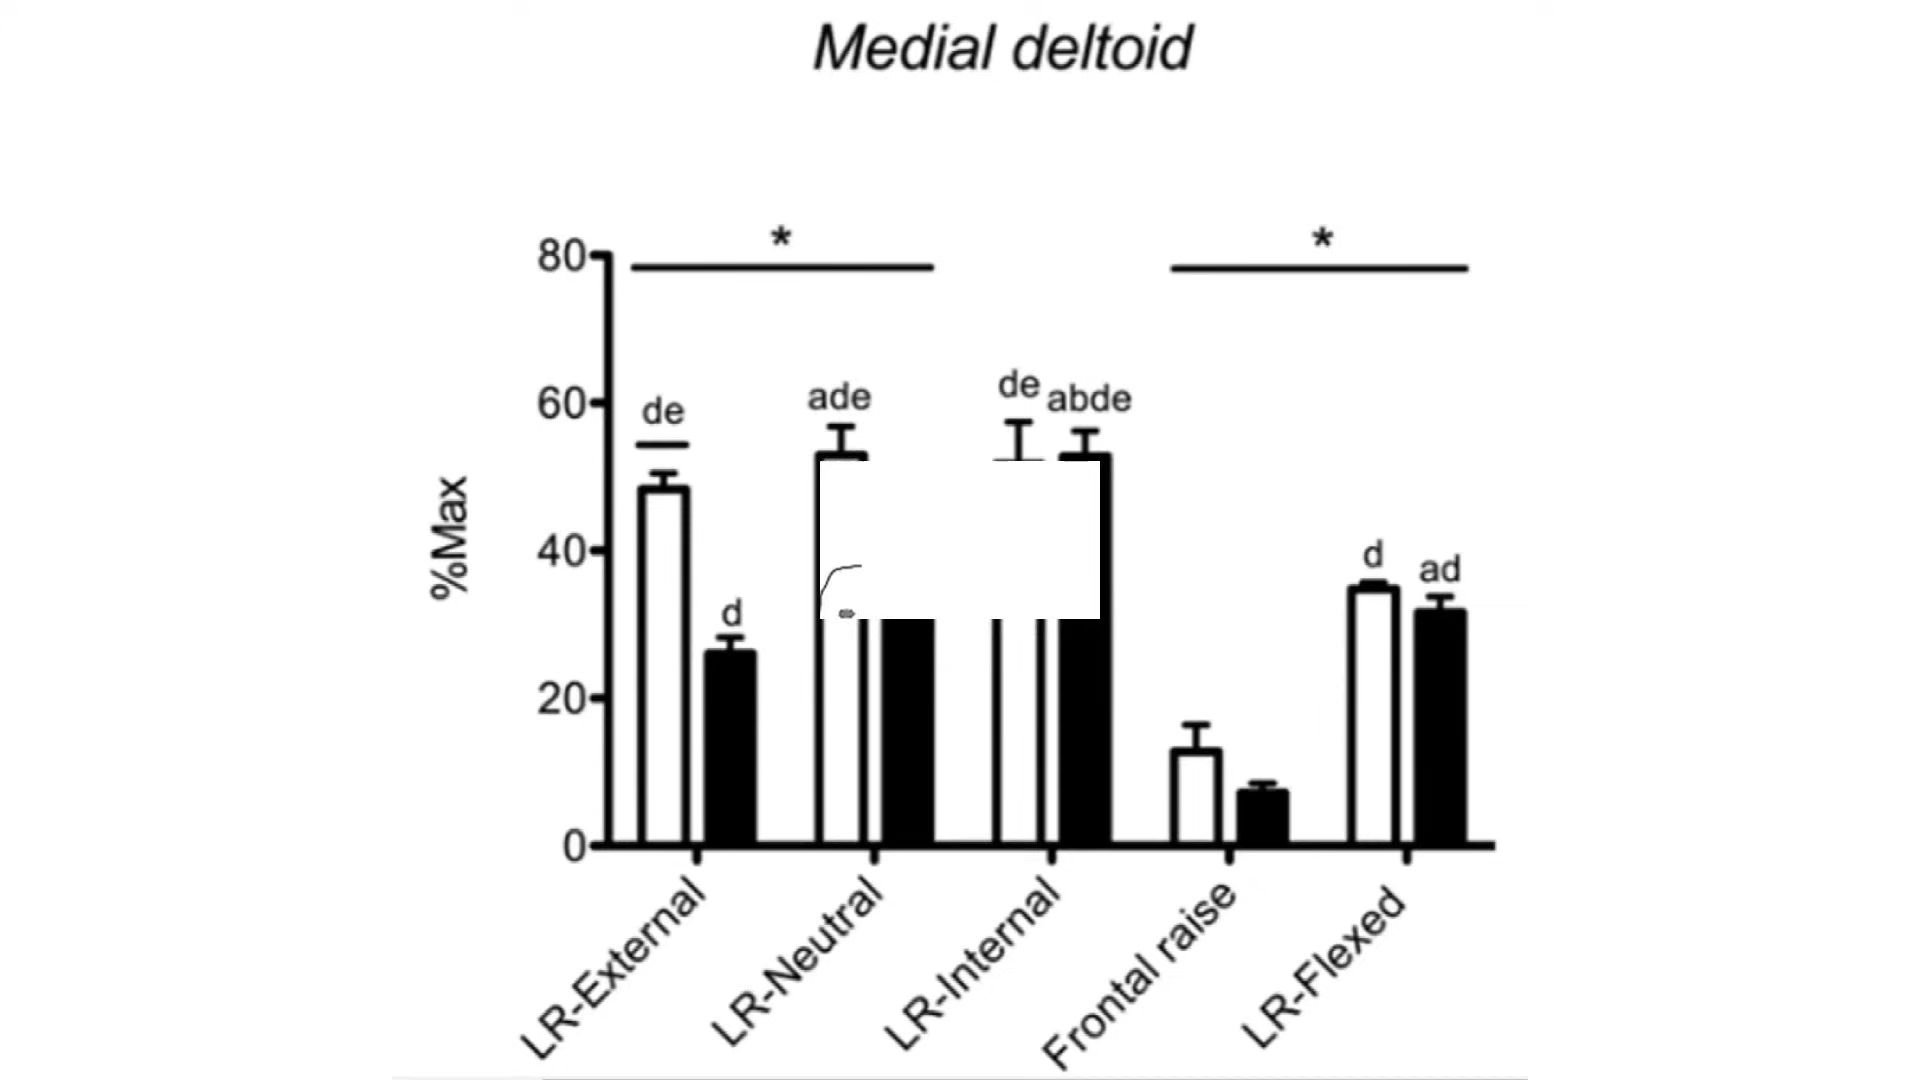 Medial deltoid
%Max
80
60
40
20
0
*
*
de
d
ade
de
abde
d
ad
LR-External
LR-Neutral
LR-Internal
Frontal raise
LR-Flexed